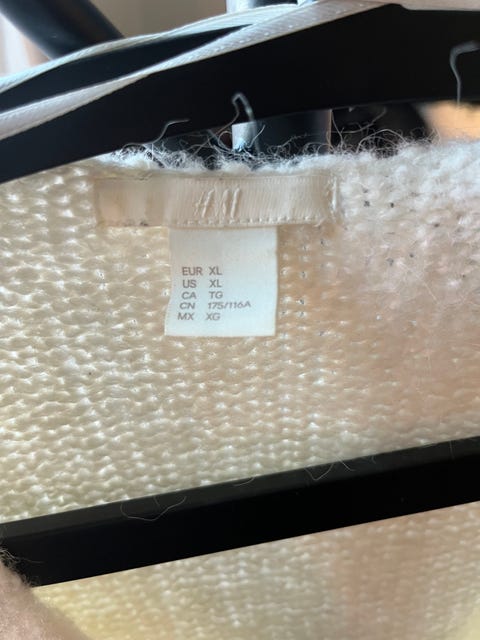 EUR XL
US XL
CA TG
CN 175/116A
MX XG